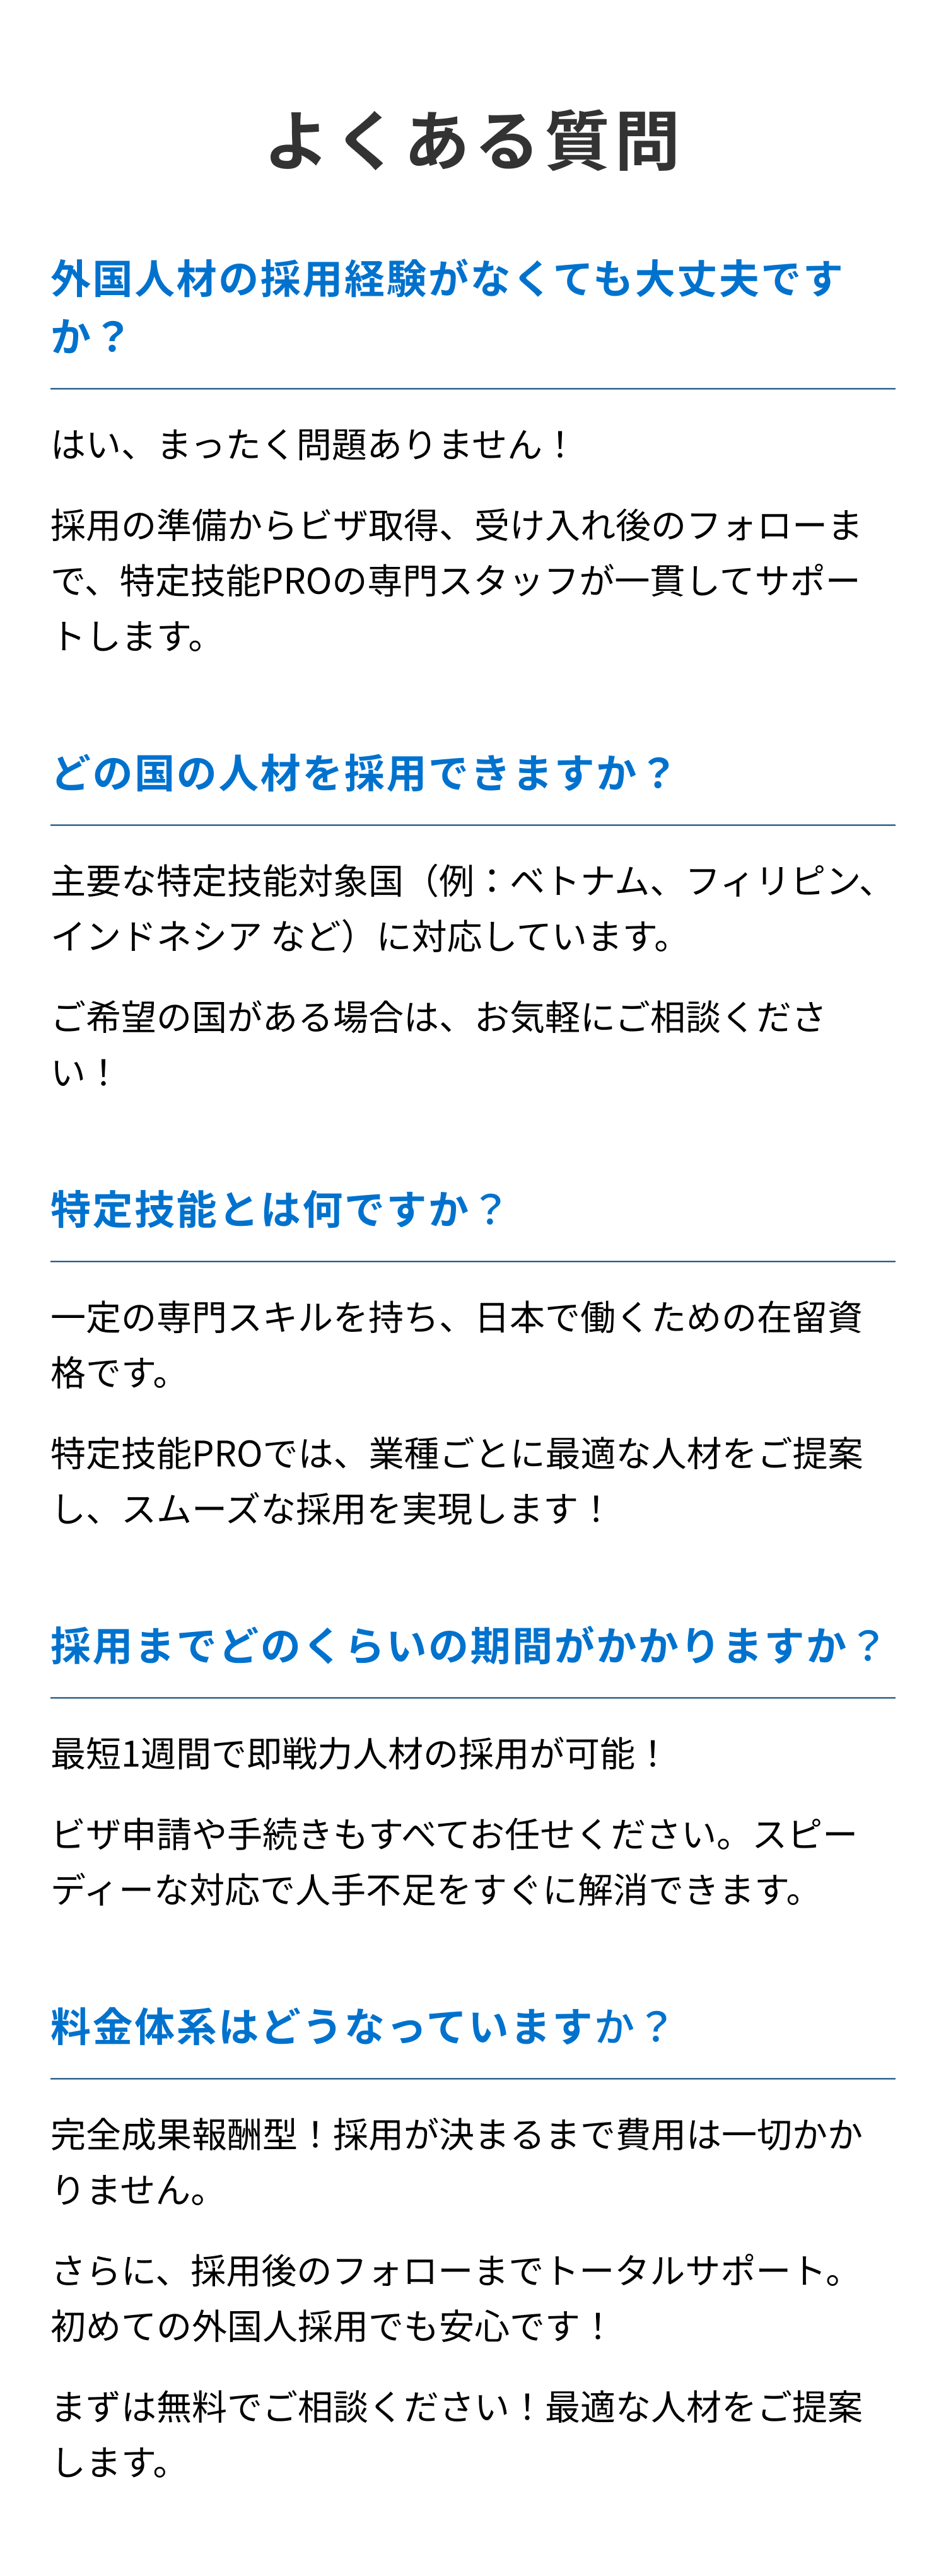 よくある質問
外国人材の採用経験がなくても大丈夫です
か？
はい、まったく問題ありません！
採用の準備からビザ取得、受け入れ後のフォローま
で、特定技能PROの専門スタッフが一貫してサポー
トします。
どの国の人材を採用できますか？
主要な特定技能対象国（例：ベトナム、フィリピン、
インドネシア など）に対応しています。
ご希望の国がある場合は、お気軽にご相談くださ
い！
特定技能とは何ですか？
一定の専門スキルを持ち、日本で働くための在留資
格です。
特定技能PROでは、業種ごとに最適な人材をご提案
し、スムーズな採用を実現します！
採用までどのくらいの期間がかかりますか？
最短1週間で即戦力人材の採用が可能！
ビザ申請や手続きもすべてお任せください。スピー
ディーな対応で人手不足をすぐに解消できます。
料金体系はどうなっていますか？
完全成果報酬型！採用が決まるまで費用は一切かか
りません。
さらに、採用後のフォローまでトータルサポート。
初めての外国人採用でも安心です！
まずは無料でご相談ください！最適な人材をご提案
します。